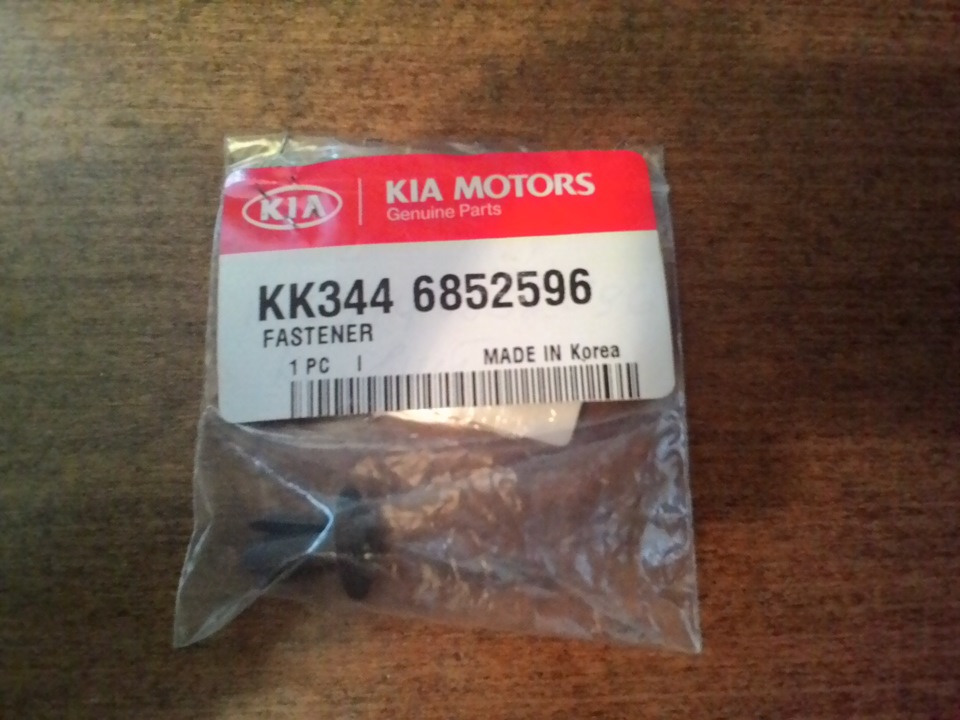 KIA
KIA MOTORS
Genuine Parts
KK344 6852596
FASTENER
1 PC I
MADE IN Korea